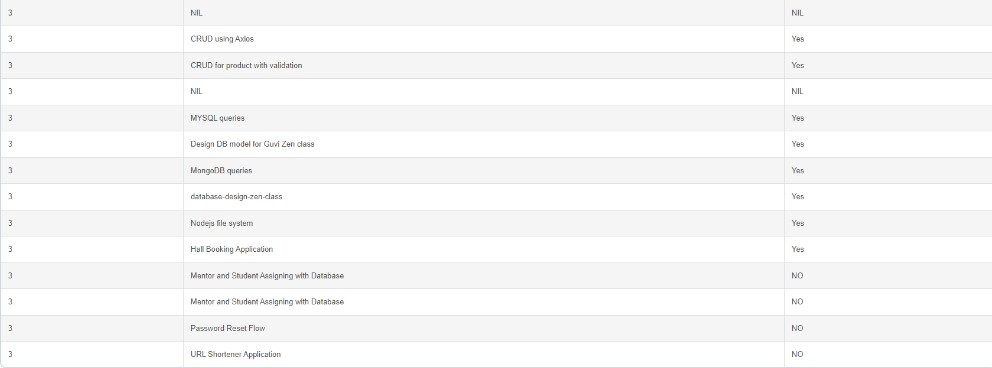 3 NIL NIL
3 CRUD using Axios Yes
3 CRUD for product with validation Yes
3 NIL NIL
3 MYSQL queries Yes
3 Design DB model for Guvi Zen class Yes
3 MongoDB queries Yes
3 database-design-zen-class Yes
3 Nodejs file system Yes
3 Hall Booking Application Yes
3 Mentor and Student Assigning with Database NO
3 Mentor and Student Assigning with Database NO
3 Password Reset Flow NO
3 URL Shortener Application NO